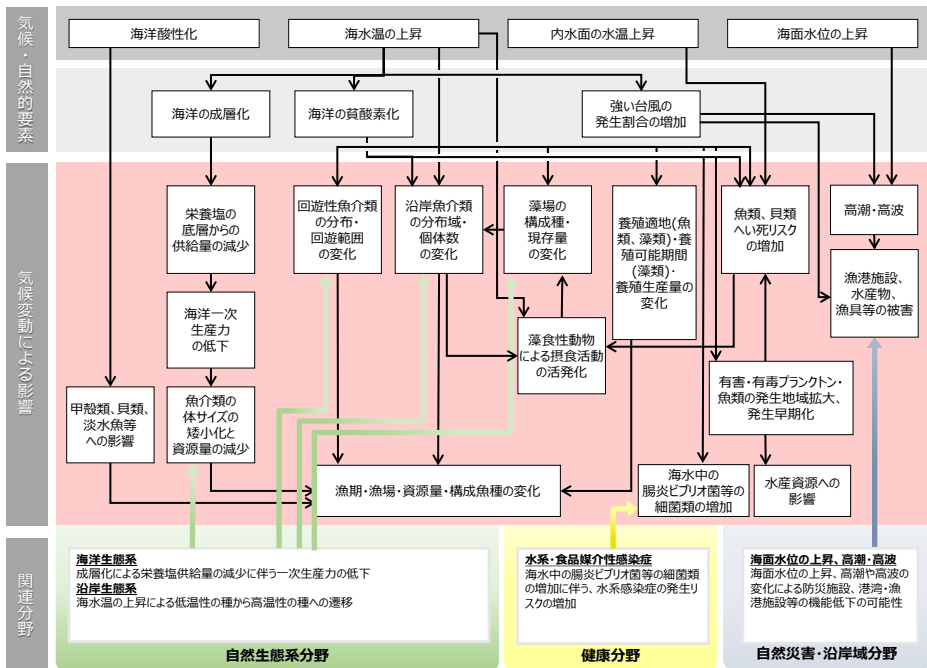 気候・自然的要素
海洋酸性化
海水温の上昇
内水面の水温上昇
海面水位の上昇
海洋の成層化
海洋の貧酸素化
強い台風の
発生割合の増加
気候変動による影響
栄養塩の
底層からの
供給量の減少
回遊性魚介類
の分布・
回遊範囲
の変化
沿岸魚介類
の分布域・
個体数
の変化
藻場の
構成種・
現存量
の変化
養殖適地(魚
類、藻類)・養
殖可能期間
(藻類)・
養殖生産量の
変化
魚類、貝類
へい死リスク
の増加
高潮・高波
漁港施設、
水産物、
漁具等の被害
海洋一次
生産力
の低下
藻食性動物
による摂食活動
の活発化
甲殻類、貝類、
淡水魚等
への影響
魚介類の
体サイズの
矮小化と
資源量の減少
有害・有毒プランクトン・
魚類の発生地域拡大、
発生早期化
漁期・漁場・資源量・構成魚種の変化
海水中の
腸炎ビブリオ菌等の
細菌類の増加
水産資源への
影響
関連分野
海洋生態系
成層化による栄養塩供給量の減少に伴う一次生産力の低下
沿岸生態系
海水温の上昇による低温性の種から高温性の種への遷移
自然生態系分野
水系・食品媒介性感染症
海水中の腸炎ビブリオ菌等の細菌類
の増加に伴う、水系感染症の発生リ
スクの増加
健康分野
海面水位の上昇、高潮・高波
海面水位の上昇、高潮や高波の
変化による防災施設、港湾・漁
港施設等の機能低下の可能性
自然災害・沿岸域分野